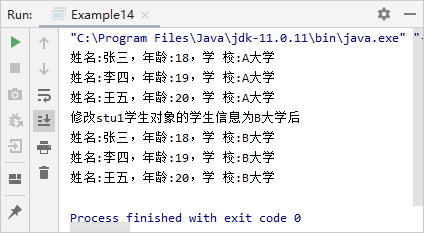 Run: Example14
"C:\Program Files\Java\jdk-11.0.11\bin\java.exe" "-
姓名:张三，年龄:18，学 校:A大学
姓名:李四，年龄:19，学 校:A大学
姓名:王五，年龄:20，学 校:A大学
修改stu1学生对象的学生信息为B大学后
姓名:张三，年龄:18，学 校:B大学
姓名:李四，年龄:19，学 校:B大学
姓名:王五，年龄:20，学 校:B大学
Process finished with exit code 0